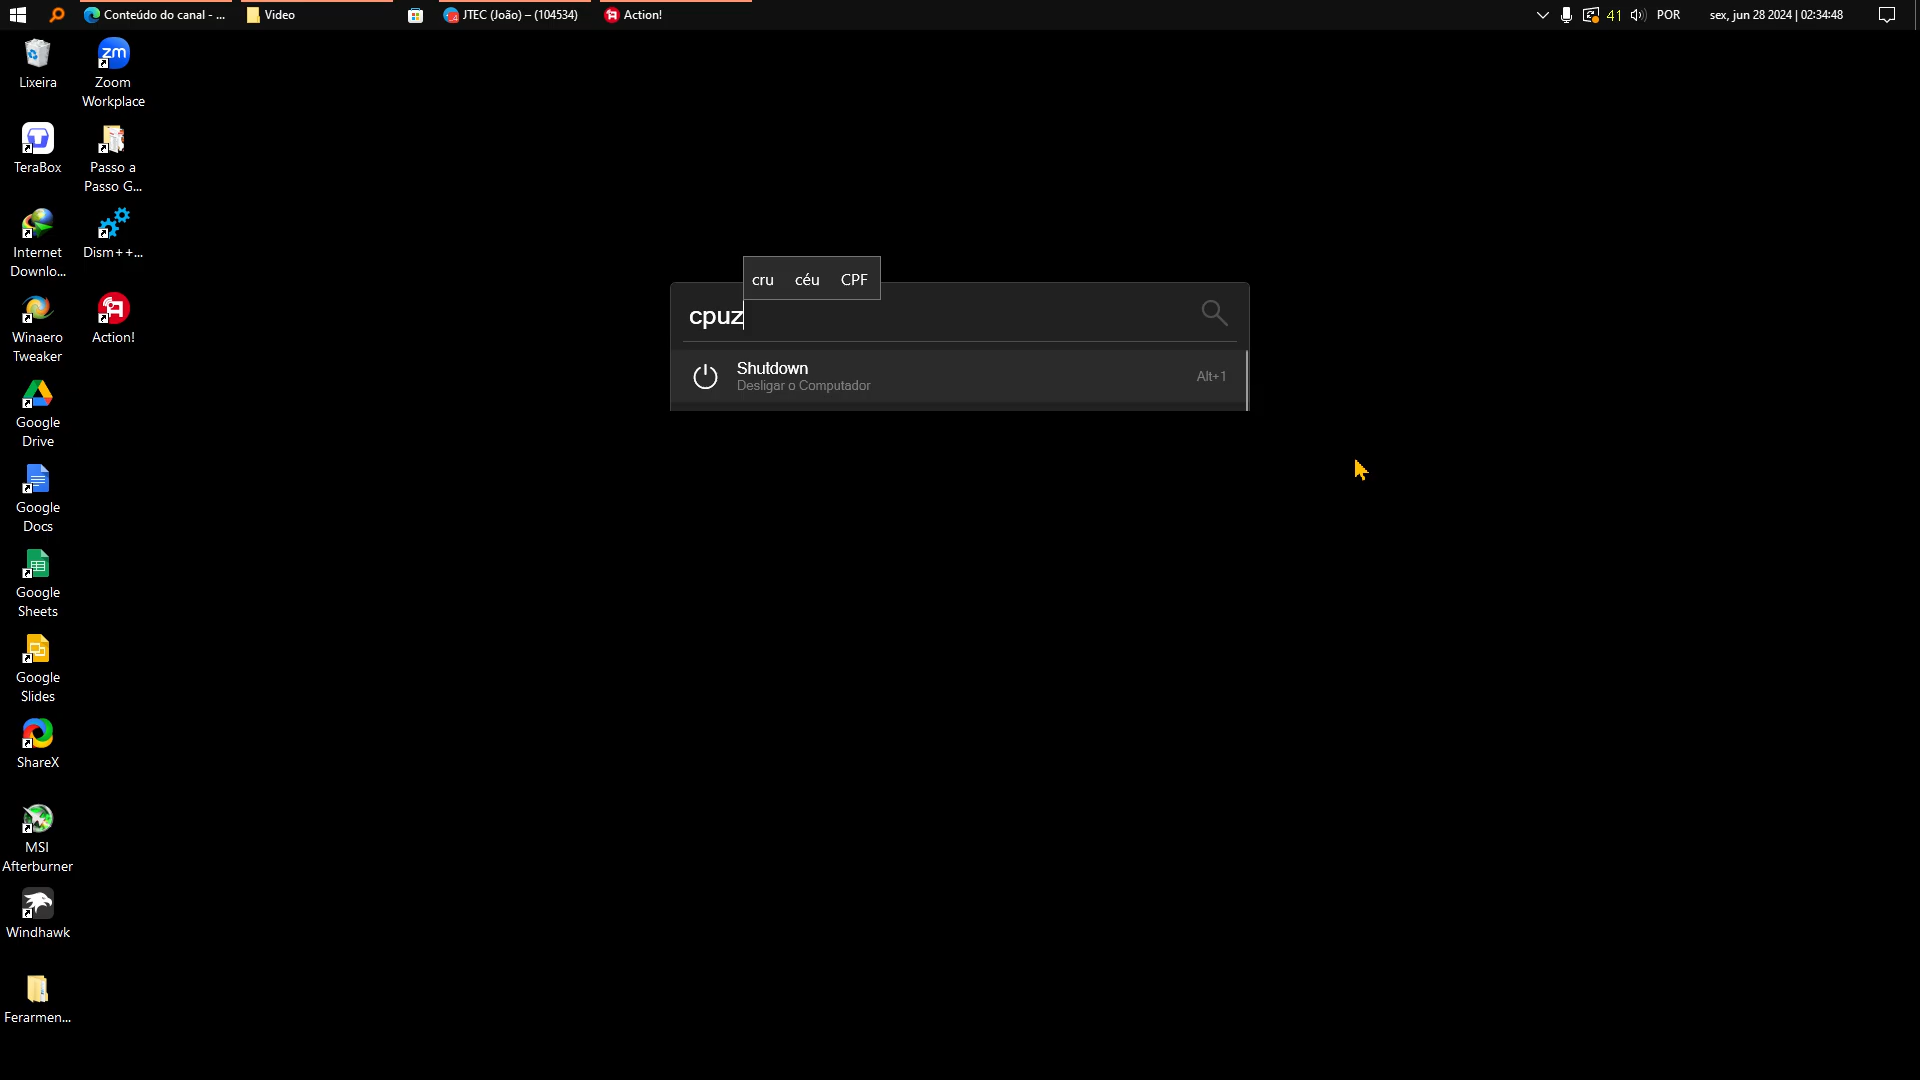 Conteúdo do canal - ...
Video
JTEC (João) – (104534)
Action!
41
POR
sex, jun 28 2024 | 02:34:48
Lixeira
Zoom
Workplace
TeraBox
Passo a
Passo G...
Internet
Downlo...
Dism++...
Winaero
Tweaker
Action!
Google
Drive
Google
Docs
Google
Sheets
Google
Slides
ShareX
MSI
Afterburner
Windhawk
Ferarmen...
cru céu CPF
cpuz
Shutdown
Desligar o Computador
Alt+1
zm